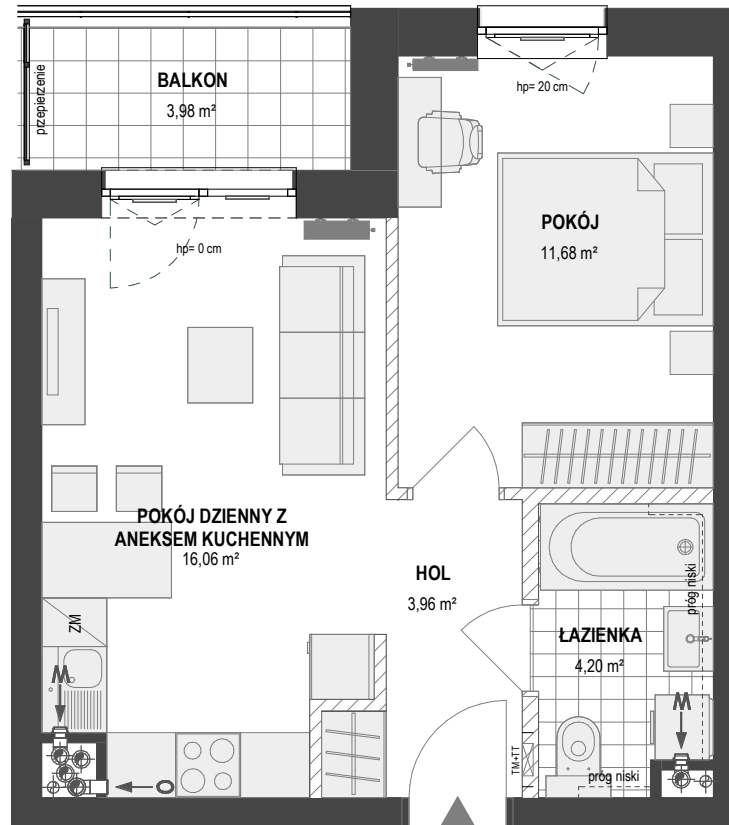 BALKON
3,98 m²
przepierzenie
hp= 20 cm
POKÓJ
11,68 m²
hp= 0 cm
POKÓJ DZIENNY Z
ANEKSEM KUCHENNYM
16,06 m²
HOL
3,96 m²
próg niski
ŁAZIENKA
4,20 m²
ZM
M
M
O
TM+TT
próg niski